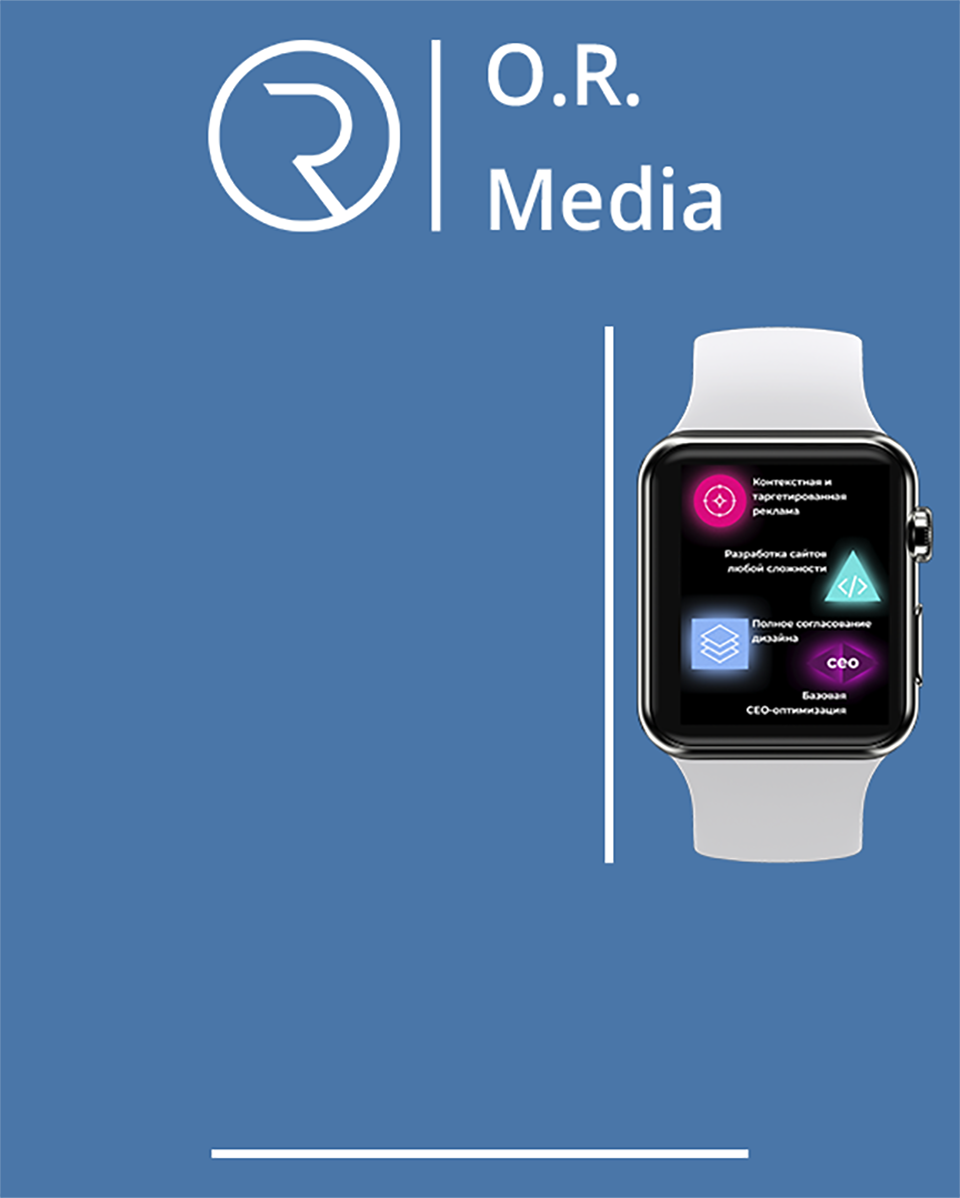 O.R.
Media
Контекстная и
таргетированная
реклама
Разработка сайтов
любой сложности
</>
Полное согласование
дизайна
ceo
Базовая
СЕО-оптимизация